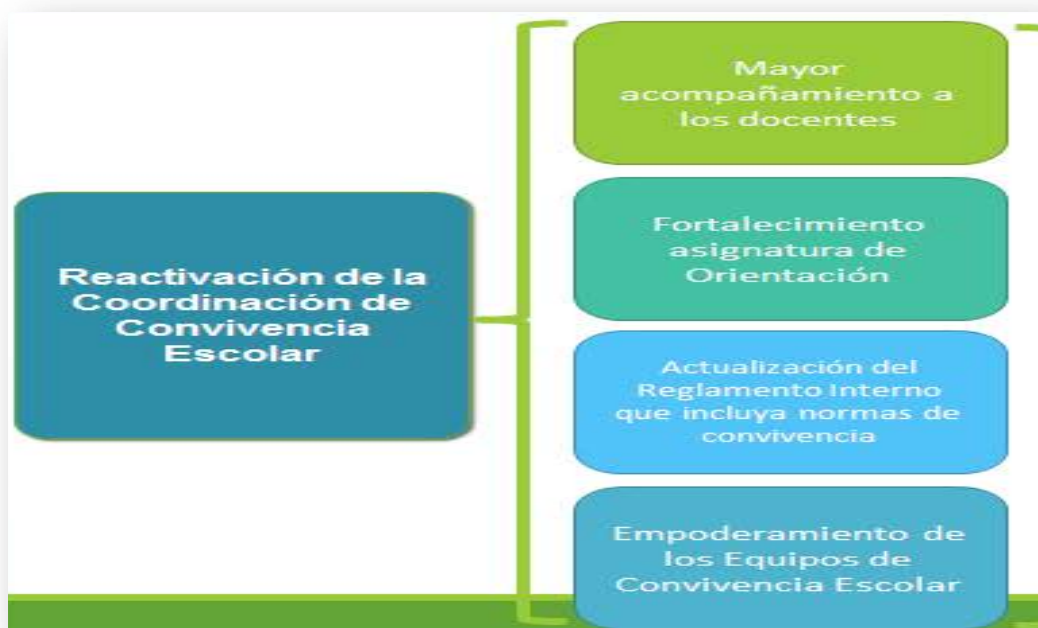 Reactivación de la
Coordinación de
Convivencia
Escolar
Mayor
acompañamiento a
los docentes
Fortalecimiento
asignatura de
Orientación
Actualización del
Reglamento Interno
que incluya normas de
convivencia
Empoderamiento de
los Equipos de
Convivencia Escolar